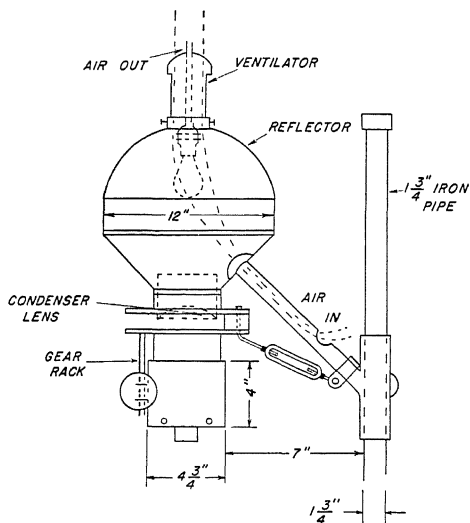 AIR OUT
VENTILATOR
REFLECTOR
1 3/4" IRON
PIPE
12"
CONDENSER
LENS
AIR
IN
GEAR
RACK
4"
7"
4 3/4"
1 3/4"